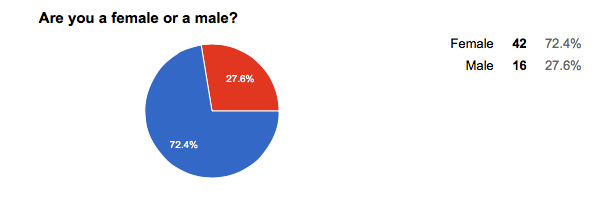 Are you a female or a male?
Female 42 72.4%
Male 16 27.6%
27.6%
72.4%